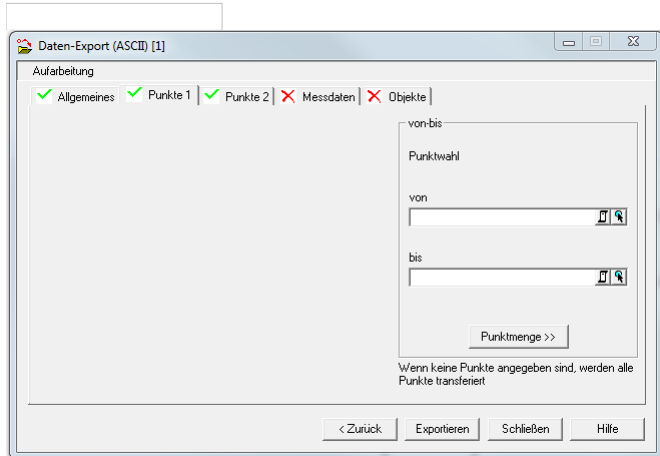 Daten-Export (ASCII) [1]
Aufarbeitung
Allgemeines Punkte 1 Punkte 2 Messdaten Objekte
von-bis
Punktwahl
von
bis
Punktmenge >>
Wenn keine Punkte angegeben sind, werden alle
Punkte transferiert
< Zurück Exportieren Schließen Hilfe